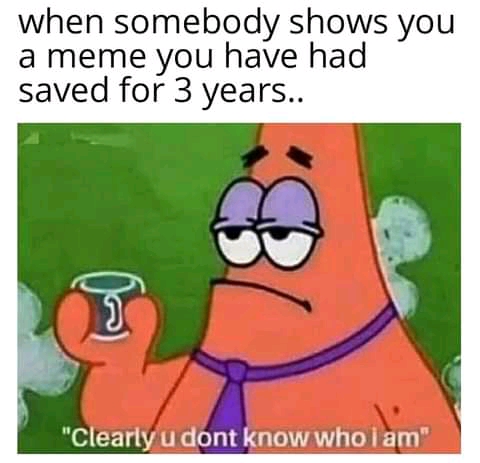 when somebody shows you
a meme you have had
saved for 3 years..
"Clearly u dont know who i am"